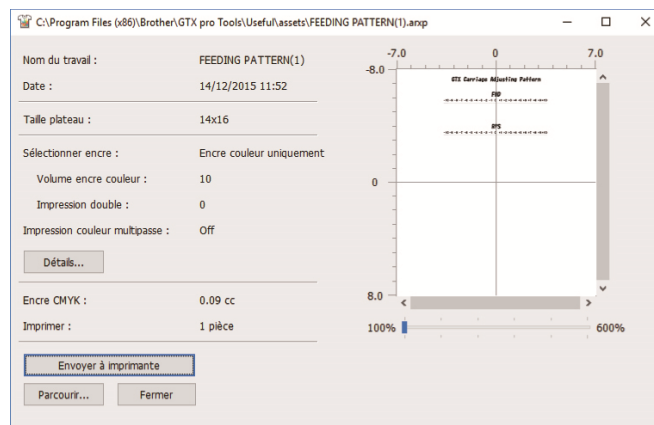 C:\Program Files (x86)\Brother\GTX pro Tools\Useful\assets\FEEDING PATTERN(1).arxp
Nom du travail : FEEDING PATTERN(1)
Date : 14/12/2015 11:52
Taille plateau : 14x16
Sélectionner encre : Encre couleur uniquement
Volume encre couleur : 10
Impression double : 0
Impression couleur multipasse : Off
Détails...
Encre CMYK : 0.09 cc
Imprimer : 1 pièce
Envoyer à imprimante
Parcourir... Fermer
-7.0 0 7.0
-8.0
GTX Carriage Adjusting Pattern
FWD
RPS
0
8.0
100% 600%